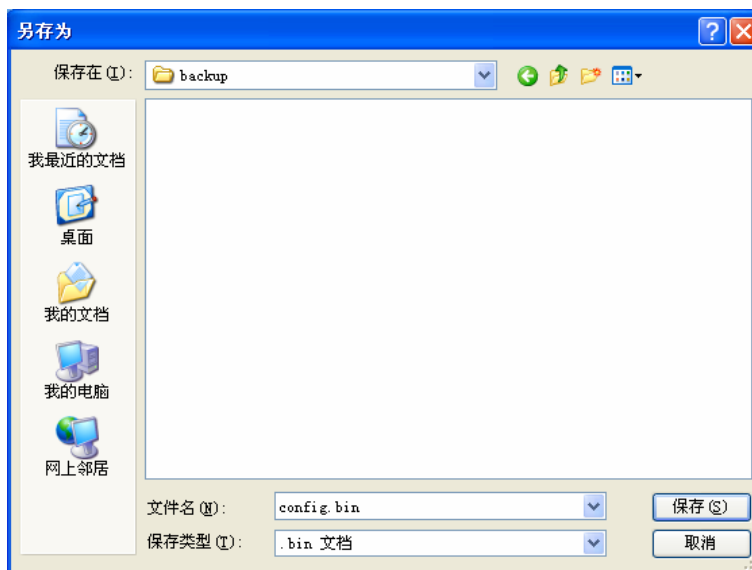 另存为
保存在(I): backup
我最近的文档
桌面
我的文档
我的电脑
网上邻居
文件名(N): config.bin 保存(S)
保存类型(T): .bin 文档 取消